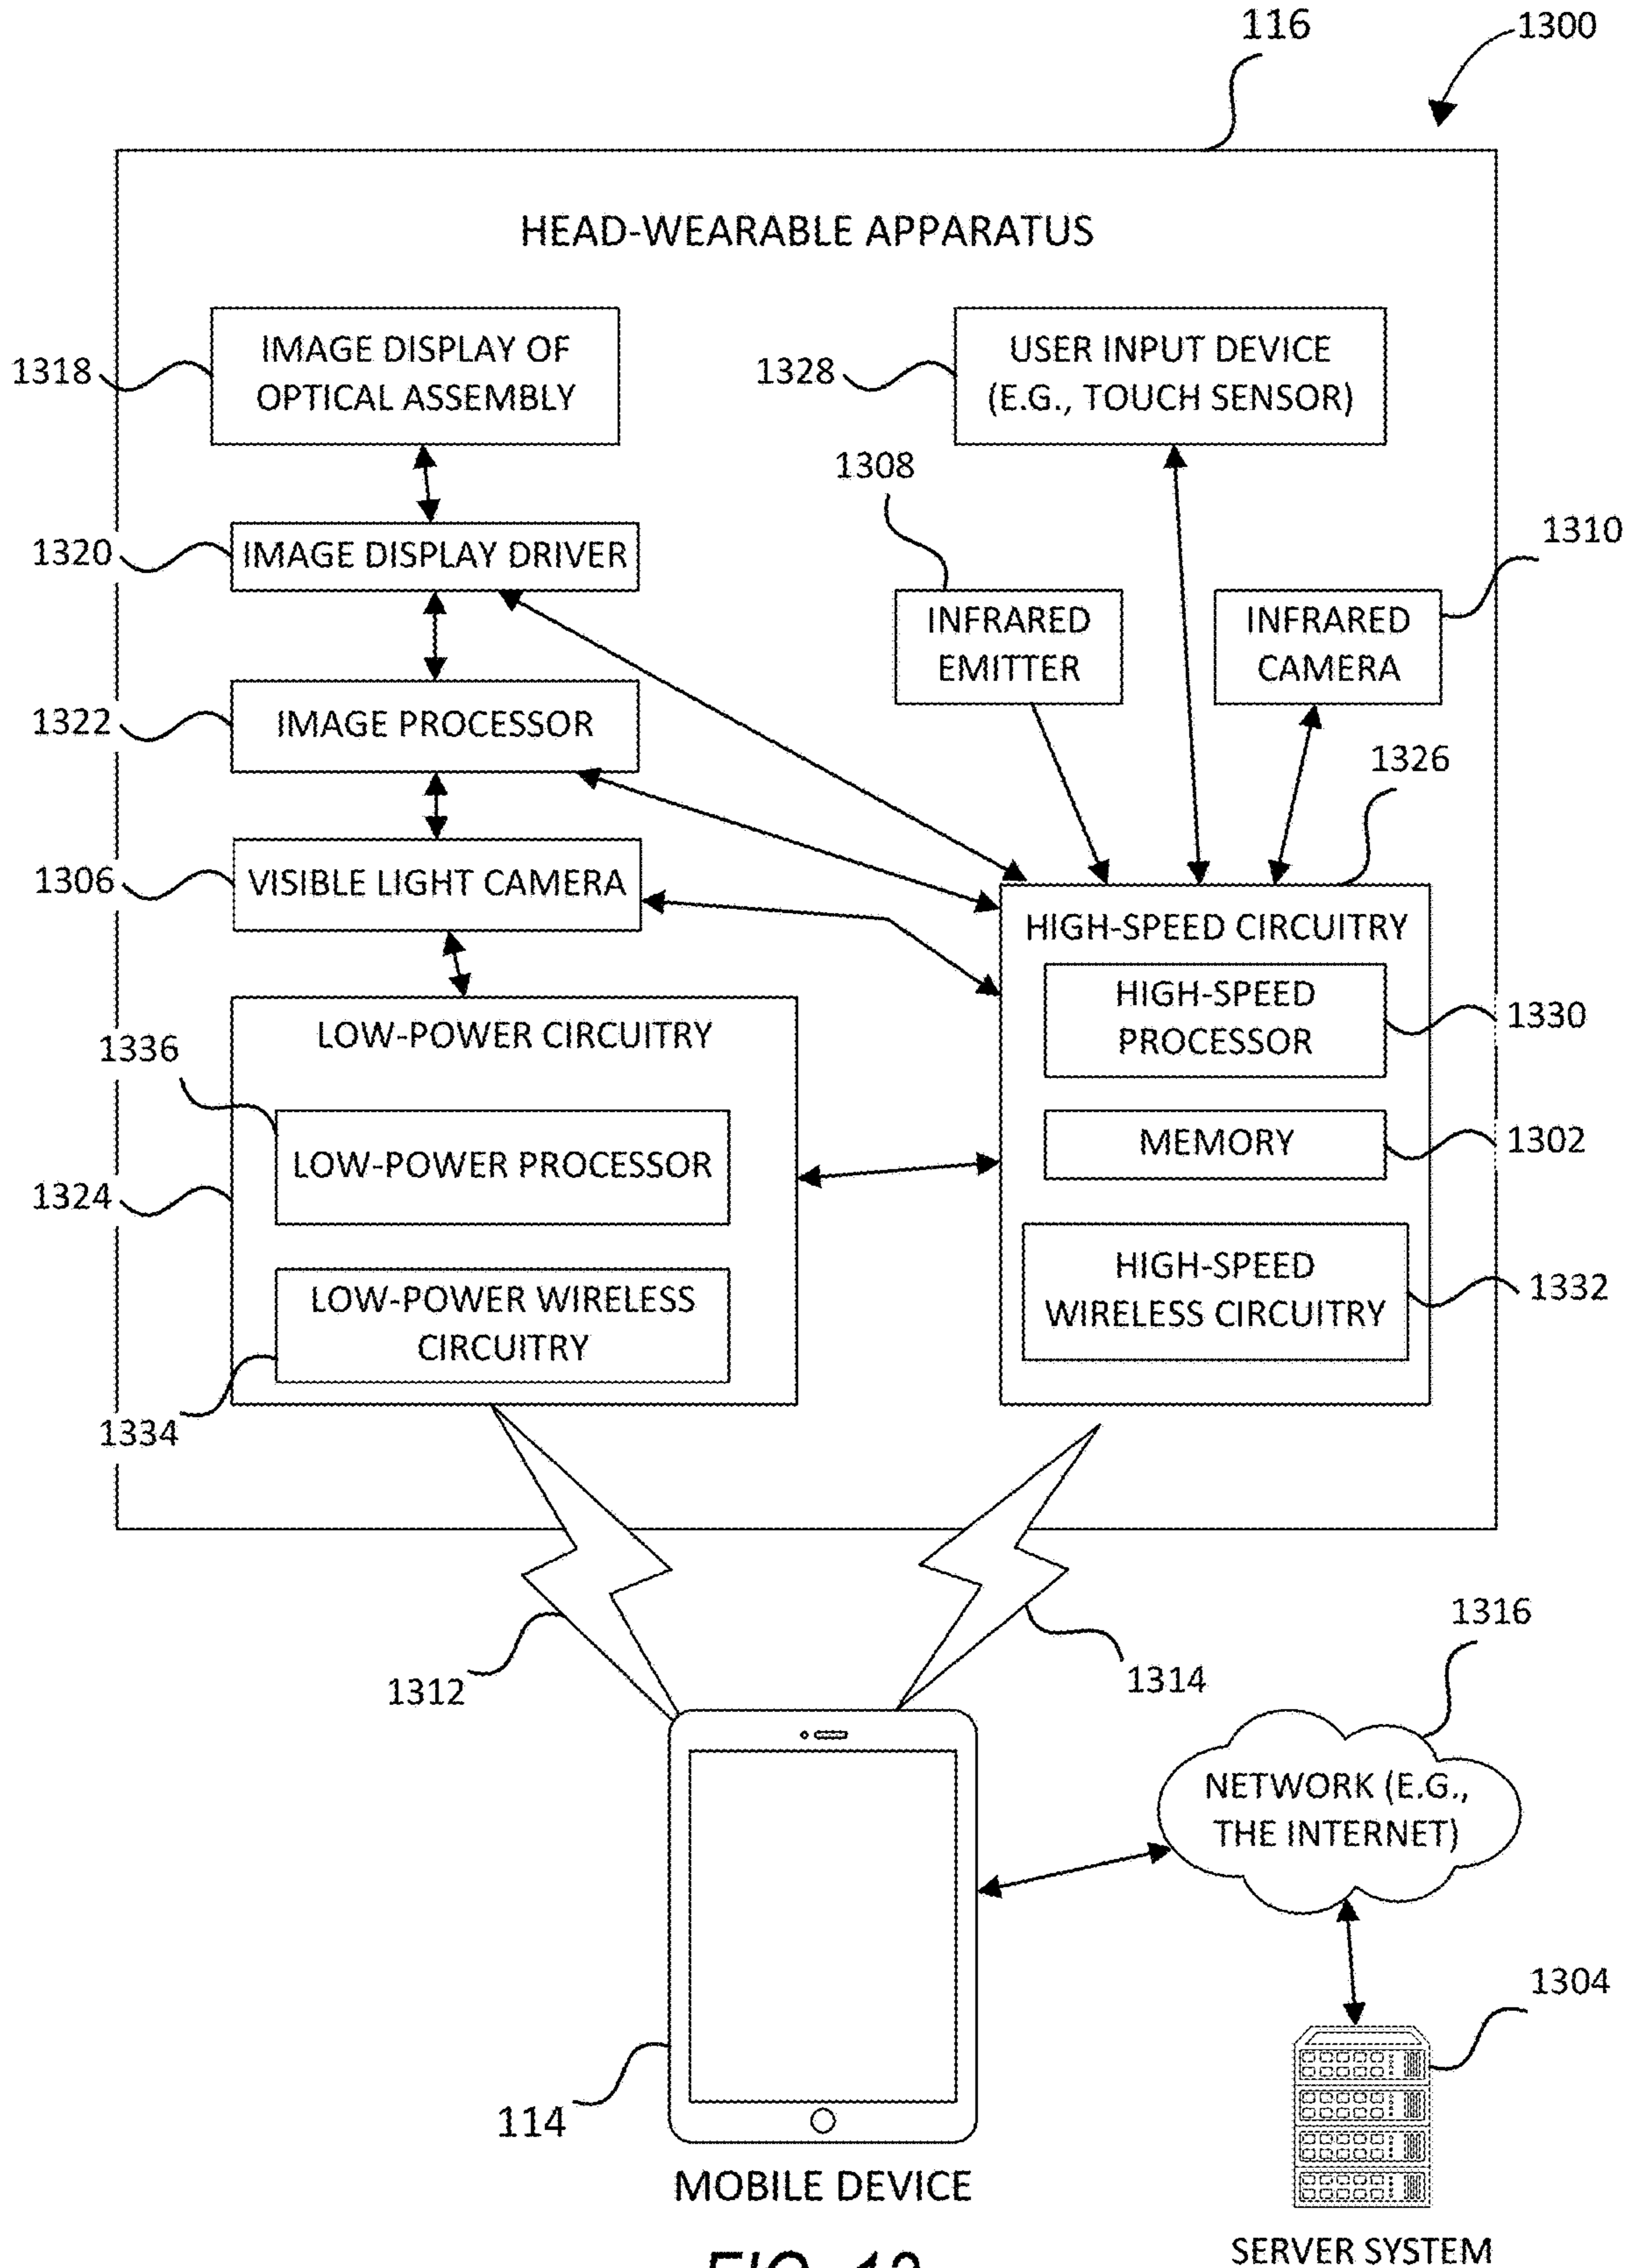 116
1300
HEAD-WEARABLE APPARATUS
1318
IMAGE DISPLAY OF
OPTICAL ASSEMBLY
1328
USER INPUT DEVICE
(E.G., TOUCH SENSOR)
1308
1310
1320
IMAGE DISPLAY DRIVER
INFRARED
EMITTER
INFRARED
CAMERA
1322
IMAGE PROCESSOR
1326
1306
VISIBLE LIGHT CAMERA
HIGH-SPEED CIRCUITRY
HIGH-SPEED
PROCESSOR
1330
LOW-POWER CIRCUITRY
1336
LOW-POWER PROCESSOR
MEMORY
1302
1324
HIGH-SPEED
WIRELESS CIRCUITRY
1332
LOW-POWER WIRELESS
CIRCUITRY
1334
1312
1314
1316
NETWORK (E.G.,
THE INTERNET)
1304
114
MOBILE DEVICE
SERVER SYSTEM
FIG.